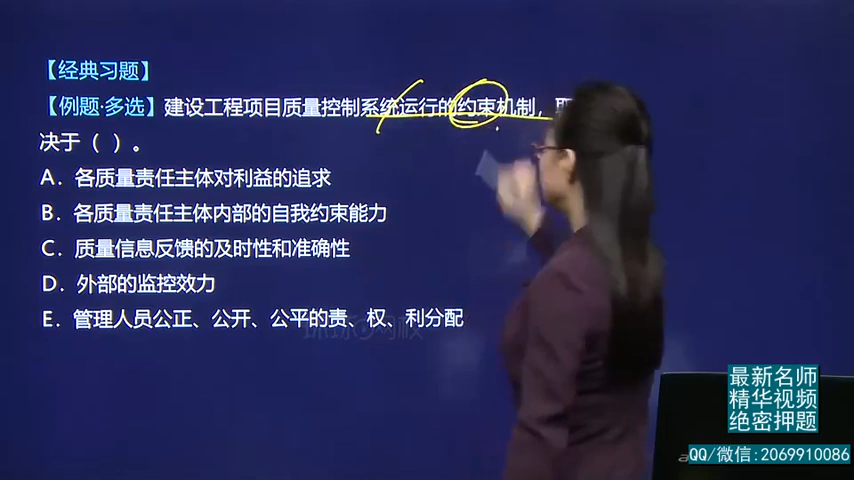 【经典习题】
【例题·多选】建设工程项目质量控制系统运行的约束机制，取
决于（ ）。
A．各质量责任主体对利益的追求
B．各质量责任主体内部的自我约束能力
C．质量信息反馈的及时性和准确性
D．外部的监控效力
E．管理人员公正、公开、公平的责、权、利分配
最新名师
精华视频
绝密押题
QQ/微信:2069910086